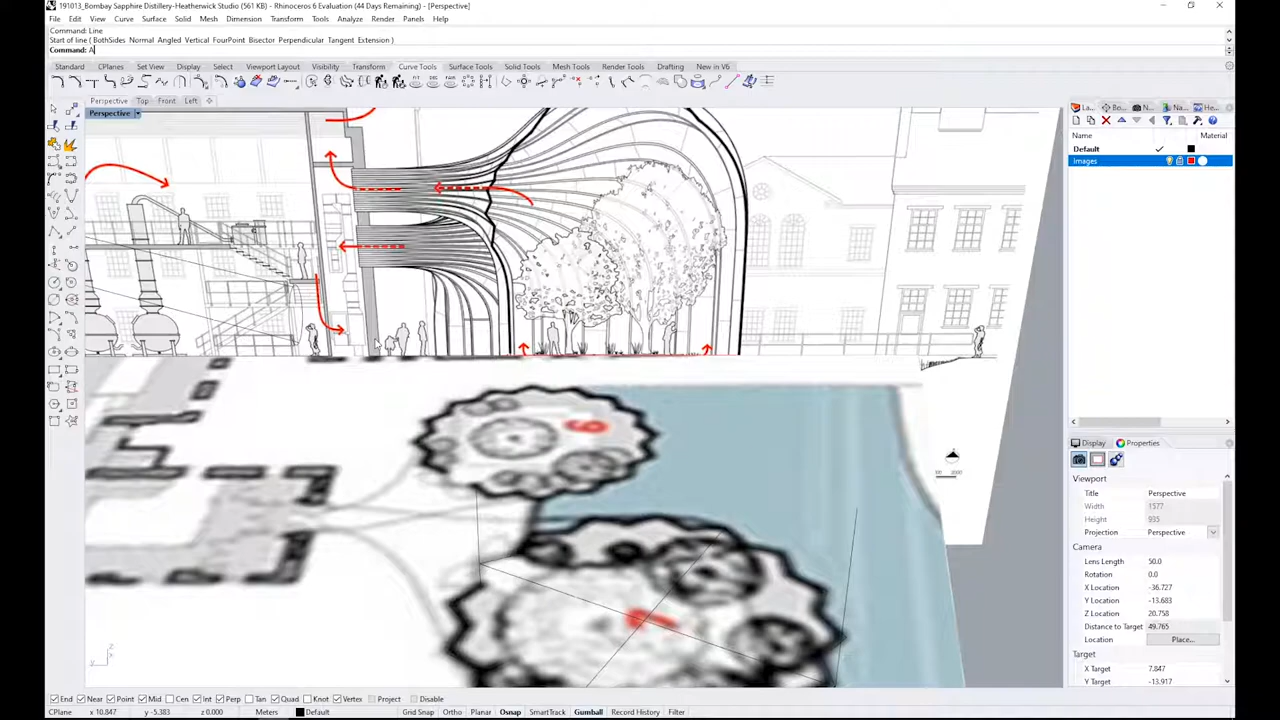 191013_Bombay Sapphire Distillery-Heatherwick Studio (561 KB) - Rhinoceros 6 Evaluation (44 Days Remaining) - [Perspective]
File Edit View Curve Surface Solid Mesh Dimension Transform Tools Analyze Render Panels Help
Command: Line
Start of line ( BothSides Normal Angled Vertical FourPoint Bisector Perpendicular Tangent Extension )
Command: A
Standard CPlanes Set View Display Select Viewport Layout Visibility Transform Curve Tools Surface Tools Solid Tools Mesh Tools Render Tools Drafting New in V6
Perspective Top Front Left
Perspective
La... Bo... N... Na... He...
Name Material
Default
Images
6
Display Properties
Viewport
Title Perspective
Width 1577
Height 935
Projection Perspective
Camera
Lens Length 50.0
Rotation 0.0
X Location -36.727
Y Location -13.683
Z Location 20.758
Distance to Target 49.765
Location Place...
Target
X Target 7.847
Y Target -13.917
z
y x
End Near Point Mid Cen Int Perp Tan Quad Knot Vertex Project Disable
CPlane x 10.847 y -5.383 z 0.000 Meters Default Grid Snap Ortho Planar Osnap SmartTrack Gumball Record History Filter